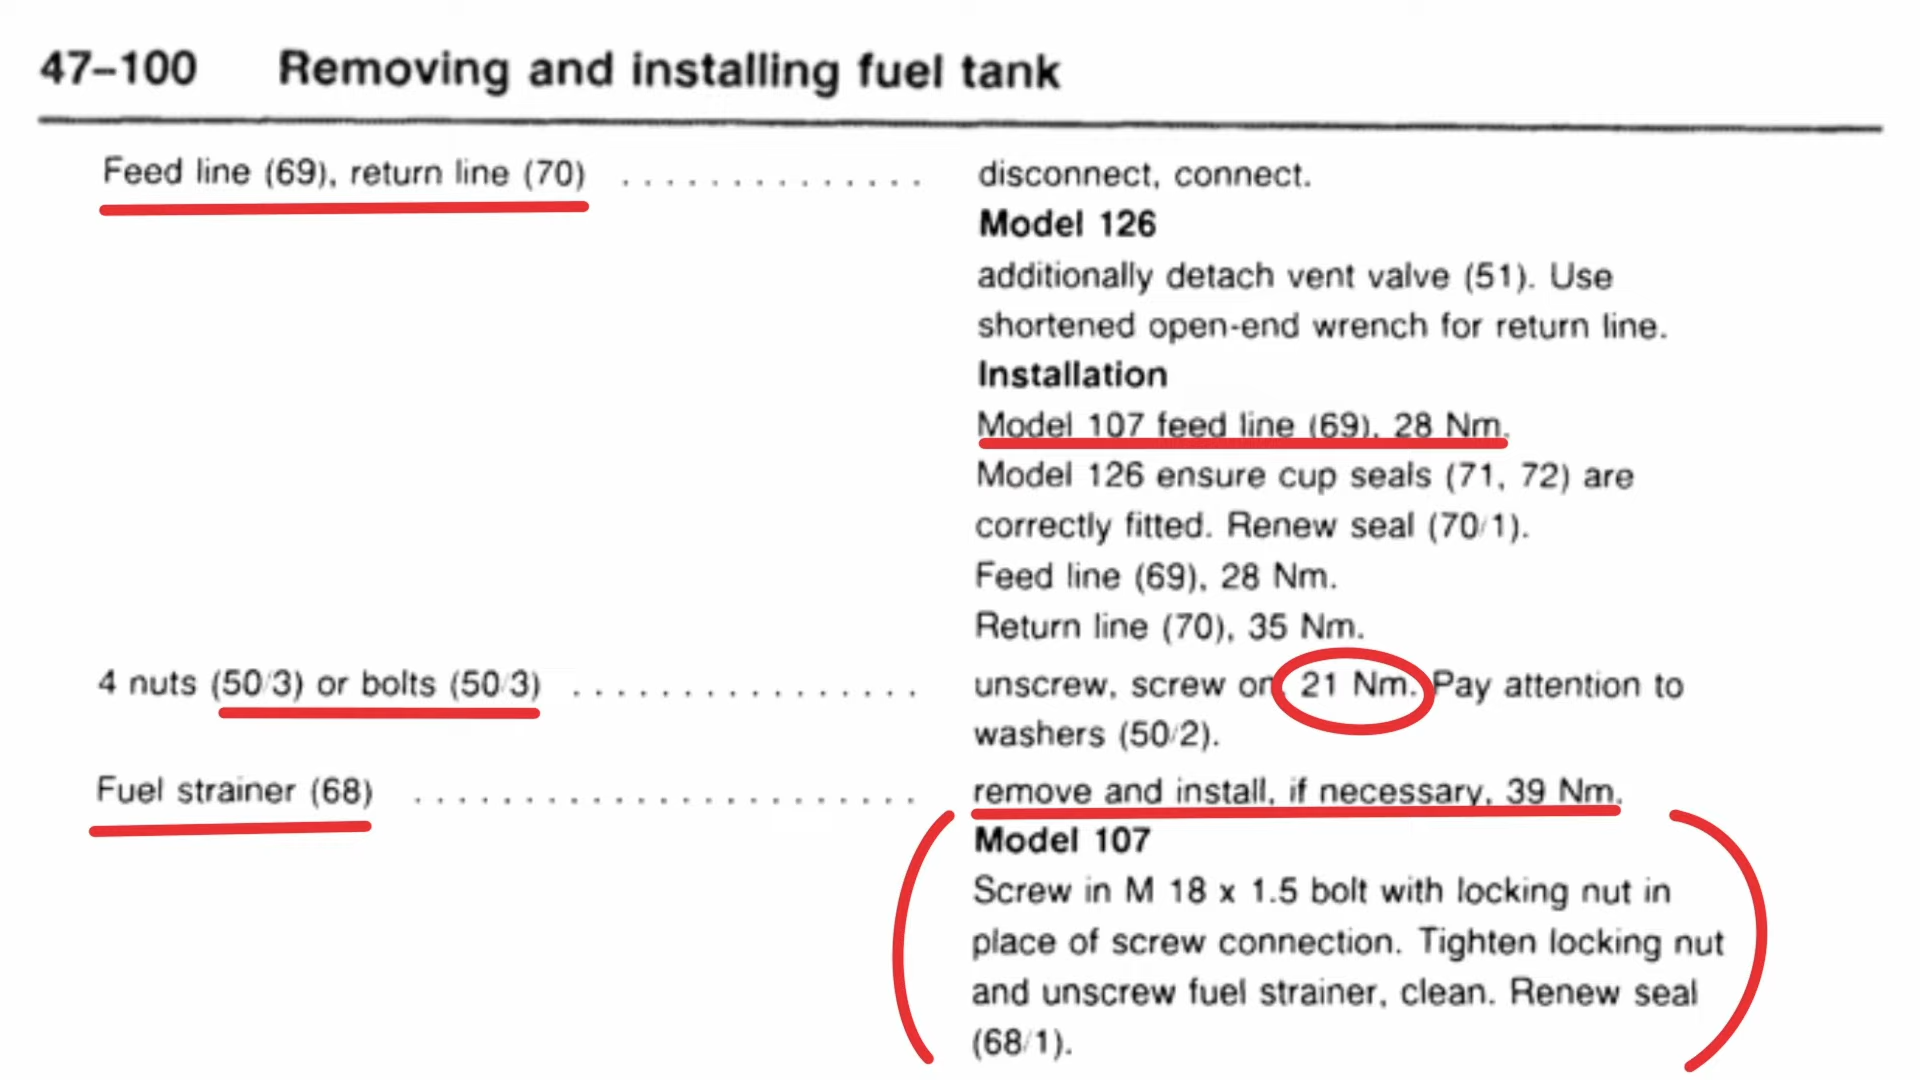 47–100 Removing and installing fuel tank
Feed line (69), return line (70) . . . . . . . . . . . . . . disconnect, connect.
Model 126
additionally detach vent valve (51). Use
shortened open-end wrench for return line.
Installation
Model 107 feed line (69), 28 Nm.
Model 126 ensure cup seals (71, 72) are
correctly fitted. Renew seal (70/1).
Feed line (69), 28 Nm.
Return line (70), 35 Nm.
4 nuts (50/3) or bolts (50/3) . . . . . . . . . . . . . . . . unscrew, screw on, 21 Nm. Pay attention to
washers (50/2).
Fuel strainer (68) . . . . . . . . . . . . . . . . . . . . . . . remove and install, if necessary, 39 Nm.
Model 107
Screw in M 18 x 1.5 bolt with locking nut in
place of screw connection. Tighten locking nut
and unscrew fuel strainer, clean. Renew seal
(68/1).